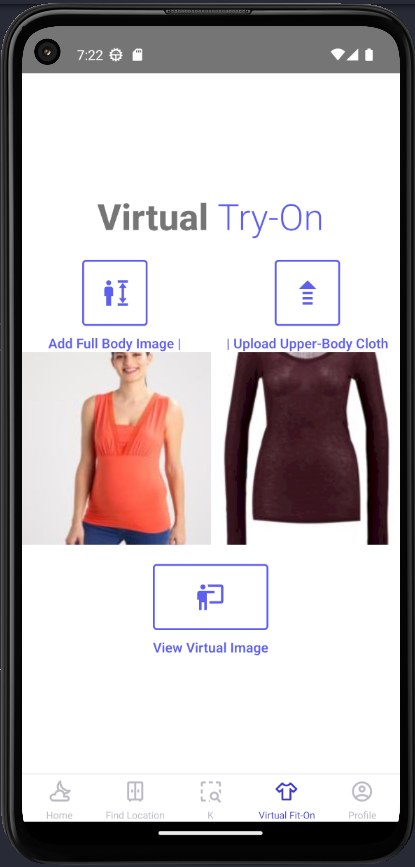 7:22
Virtual Try-On
Add Full Body Image | | Upload Upper-Body Cloth
View Virtual Image
Home Find Location K Virtual Fit-On Profile